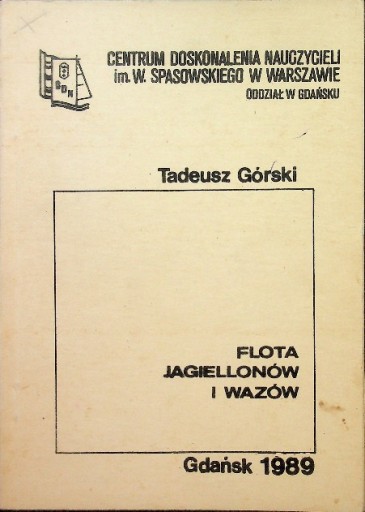 CENTRUM DOSKONALENIA NAUCZYCIELI
im. W. SPASOWSKIEGO W WARSZAWIE
ODDZIAŁ W GDAŃSKU
Tadeusz Górski
FLOTA
JAGIELLONÓW
I WAZÓW
Gdańsk 1989